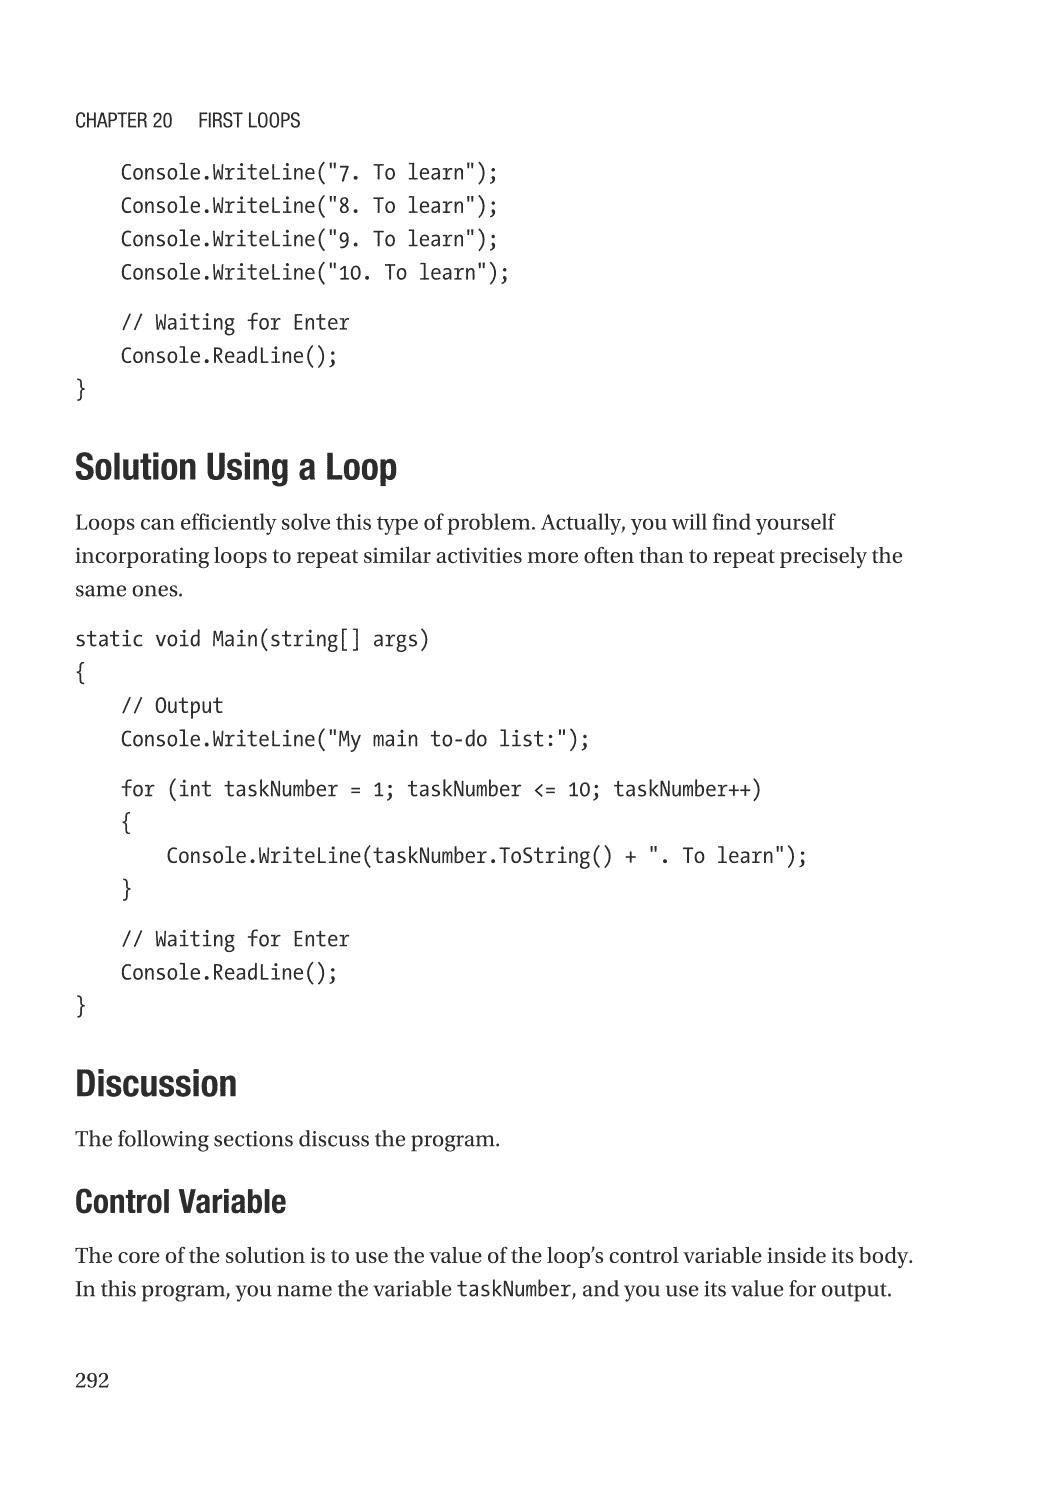 CHAPTER 20 FIRST LOOPS
Console.WriteLine("7. To learn");
Console.WriteLine("8. To learn");
Console.WriteLine("9. To learn");
Console.WriteLine("10. To learn");
// Waiting for Enter
Console.ReadLine();
}
Solution Using a Loop
Loops can efficiently solve this type of problem. Actually, you will find yourself
incorporating loops to repeat similar activities more often than to repeat precisely the
same ones.
static void Main(string[] args)
{
// Output
Console.WriteLine("My main to-do list:");
for (int taskNumber = 1; taskNumber <= 10; taskNumber++)
{
Console.WriteLine(taskNumber.ToString() + ". To learn");
}
// Waiting for Enter
Console.ReadLine();
}
Discussion
The following sections discuss the program.
Control Variable
The core of the solution is to use the value of the loop’s control variable inside its body.
In this program, you name the variable taskNumber, and you use its value for output.
292